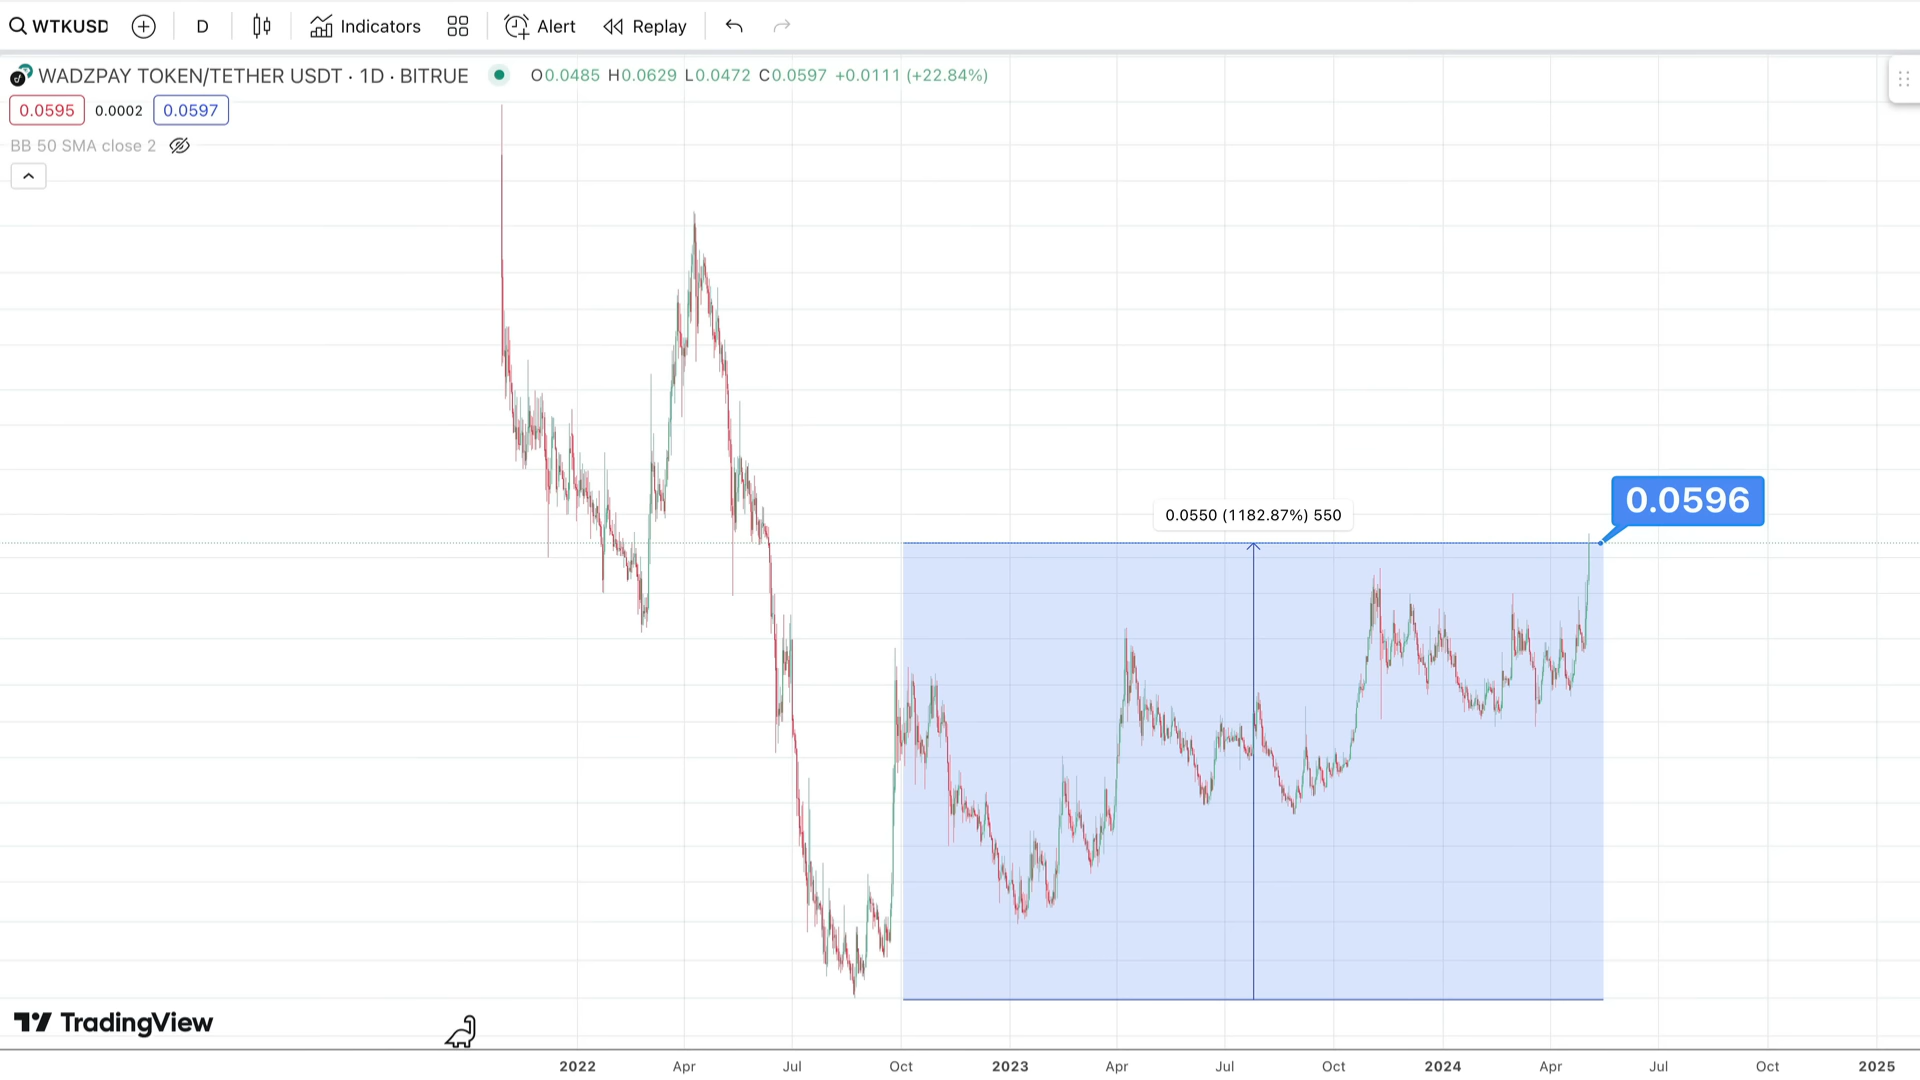 WTKUSD D Indicators Alert Replay
WADZPAY TOKEN/TETHER USDT · 1D · BITRUE O0.0485 H0.0629 L0.0472 C0.0597 +0.0111 (+22.84%)
0.0595 0.0002 0.0597
BB 50 SMA close 2
0.0596
0.0550 (1182.87%) 550
TradingView
2022 Apr Jul Oct 2023 Apr Jul Oct 2024 Apr Jul Oct 2025